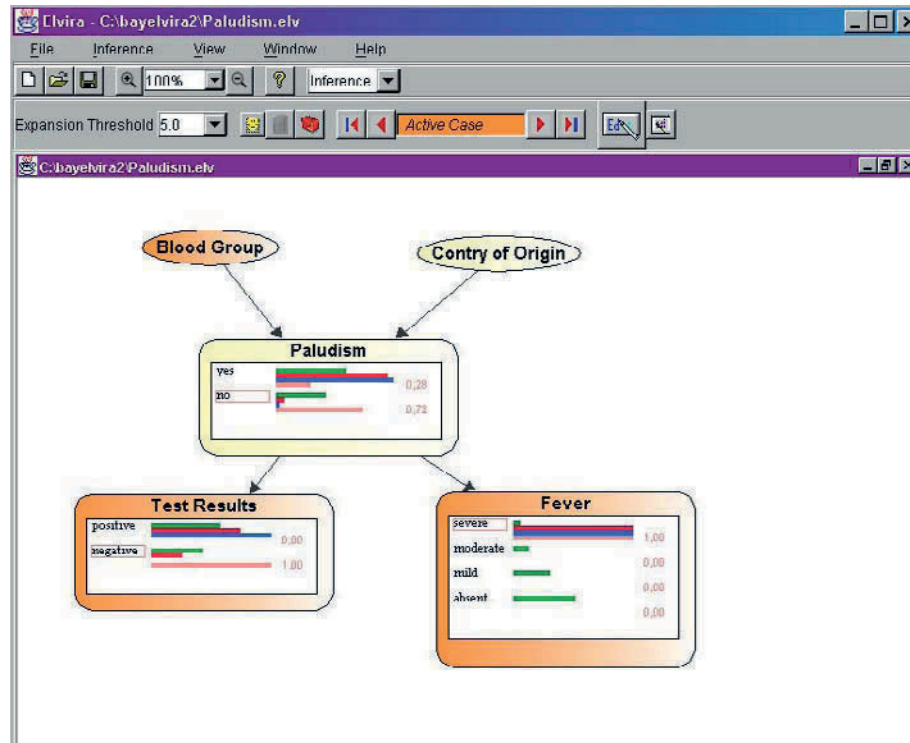 Elvira - C:\bayelvira2\Paludism.elv
File Inference View Window Help
100% Inference
Expansion Threshold 5.0 Active Case
C:\bayelvira2\Paludism.elv
Blood Group
Contry of Origin
Paludism
yes
0,28
no
0,72
Test Results
positive
0,00
negative
1.00
Fever
severe
1,00
moderate
0,00
mild
0,00
absent
0,00